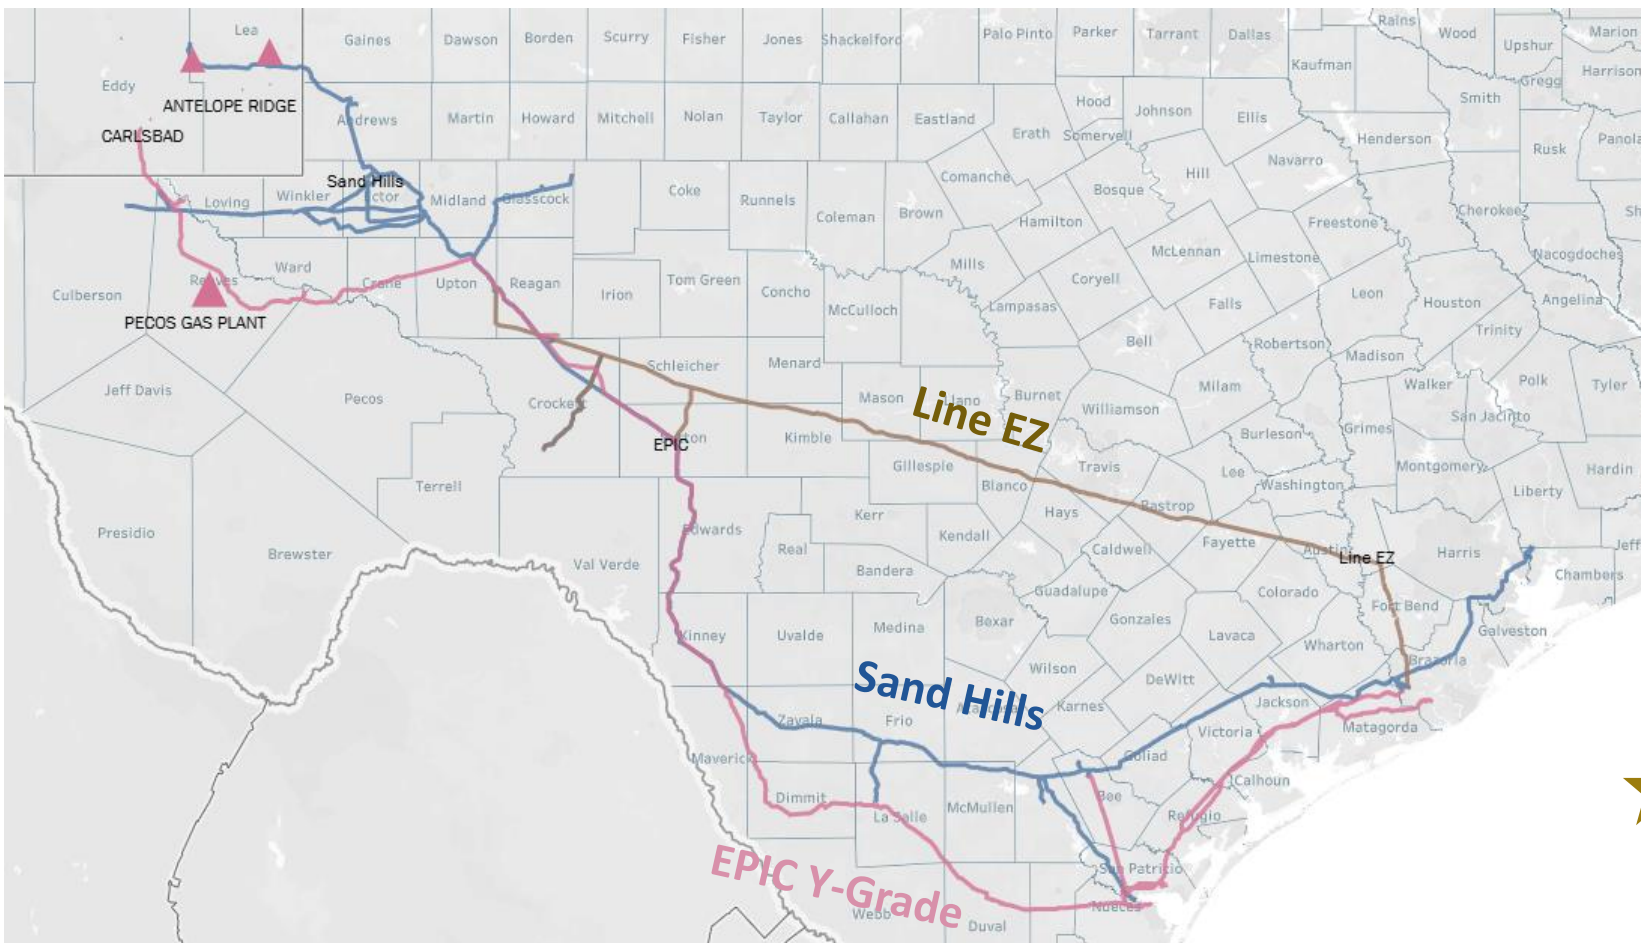 Rains
Lea
Gaines
Dawson
Borden
Scurry
Fisher
Jones
Shackelford
Palo Pinto
Parker
Tarrant
Dallas
Wood
Upshur
Marion
Kaufman
Harrison
Eddy
Gregg
Smith
ANTELOPE RIDGE
Hood
Johnson
Ellis
Andrews
Martin
Howard
Mitchell
Nolan
Taylor
Callahan
Eastland
CARLSBAD
Erath
Somervell
Henderson
Rusk
Panola
Navarro
Comanche
Hill
Sand Hills
Bosque
Coke
Loving
Winkler
Ector
Midland
Glasscock
Runnels
Coleman
Brown
Hamilton
Freestone
Cherokee
McLennan
Limestone
Nacogdoches
Mills
Ward
Reeves
Crane
Upton
Reagan
Irion
Tom Green
Concho
Coryell
Culberson
McCulloch
Lampasas
Falls
Leon
Houston
Angelina
PECOS GAS PLANT
Trinity
Bell
Robertson
Madison
Schleicher
Menard
Jeff Davis
Pecos
Crockett
Mason
Llano
Burnet
Milam
Walker
Polk
Tyler
Line EZ
Williamson
San Jacinto
Grimes
EPIC
Kimble
Burleson
Gillespie
Travis
Lee
Montgomery
Hardin
Terrell
Blanco
Washington
Liberty
Bastrop
Presidio
Brewster
Edwards
Kerr
Hays
Kendall
Real
Caldwell
Fayette
Austin
Line EZ
Harris
Jeff
Val Verde
Bandera
Chambers
Guadalupe
Colorado
Fort Bend
Kinney
Uvalde
Medina
Bexar
Gonzales
Lavaca
Wharton
Galveston
Brazoria
Wilson
DeWitt
Sand Hills
Karnes
Jackson
Zavala
Frio
Victoria
Matagorda
Maverick
Goliad
Calhoun
Dimmit
La Salle
McMullen
Bee
Refugio
EPIC Y-Grade
San Patricio
Nueces
Webb
Duval